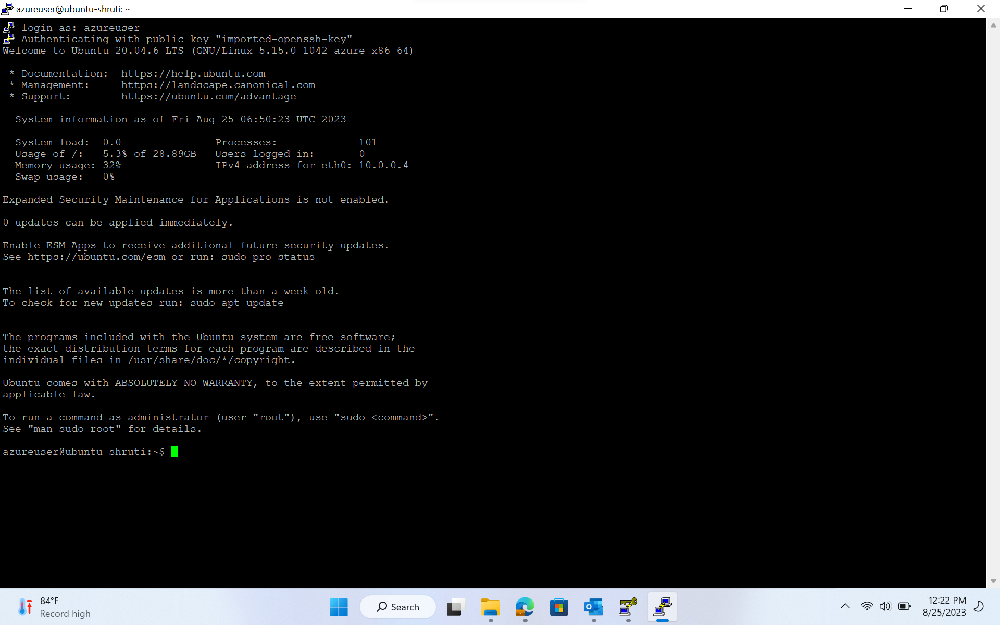 azureuser@ubuntu-shruti: ~
login as: azureuser
Authenticating with public key "imported-openssh-key"
Welcome to Ubuntu 20.04.6 LTS (GNU/Linux 5.15.0-1042-azure x86_64)
* Documentation:  https://help.ubuntu.com
* Management:     https://landscape.canonical.com
* Support:        https://ubuntu.com/advantage
System information as of Fri Aug 25 06:50:23 UTC 2023
System load:  0.0               Processes:             101
Usage of /:   5.3% of 28.89GB   Users logged in:       0
Memory usage: 32%               IPv4 address for eth0: 10.0.0.4
Swap usage:   0%
Expanded Security Maintenance for Applications is not enabled.
0 updates can be applied immediately.
Enable ESM Apps to receive additional future security updates.
See https://ubuntu.com/esm or run: sudo pro status
The list of available updates is more than a week old.
To check for new updates run: sudo apt update
The programs included with the Ubuntu system are free software;
the exact distribution terms for each program are described in the
individual files in /usr/share/doc/*/copyright.
Ubuntu comes with ABSOLUTELY NO WARRANTY, to the extent permitted by
applicable law.
To run a command as administrator (user "root"), use "sudo <command>".
See "man sudo_root" for details.
azureuser@ubuntu-shruti:~$
84°F
Record high
Search
12:22 PM
8/25/2023